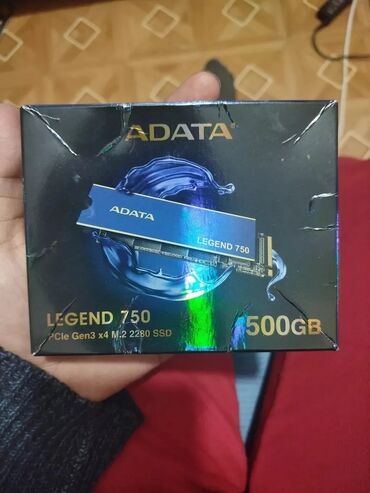 ADATA
ADATA
LEGEND 750
LEGEND 750
500GB
PCIe Gen3 x4 M.2 2280 SSD